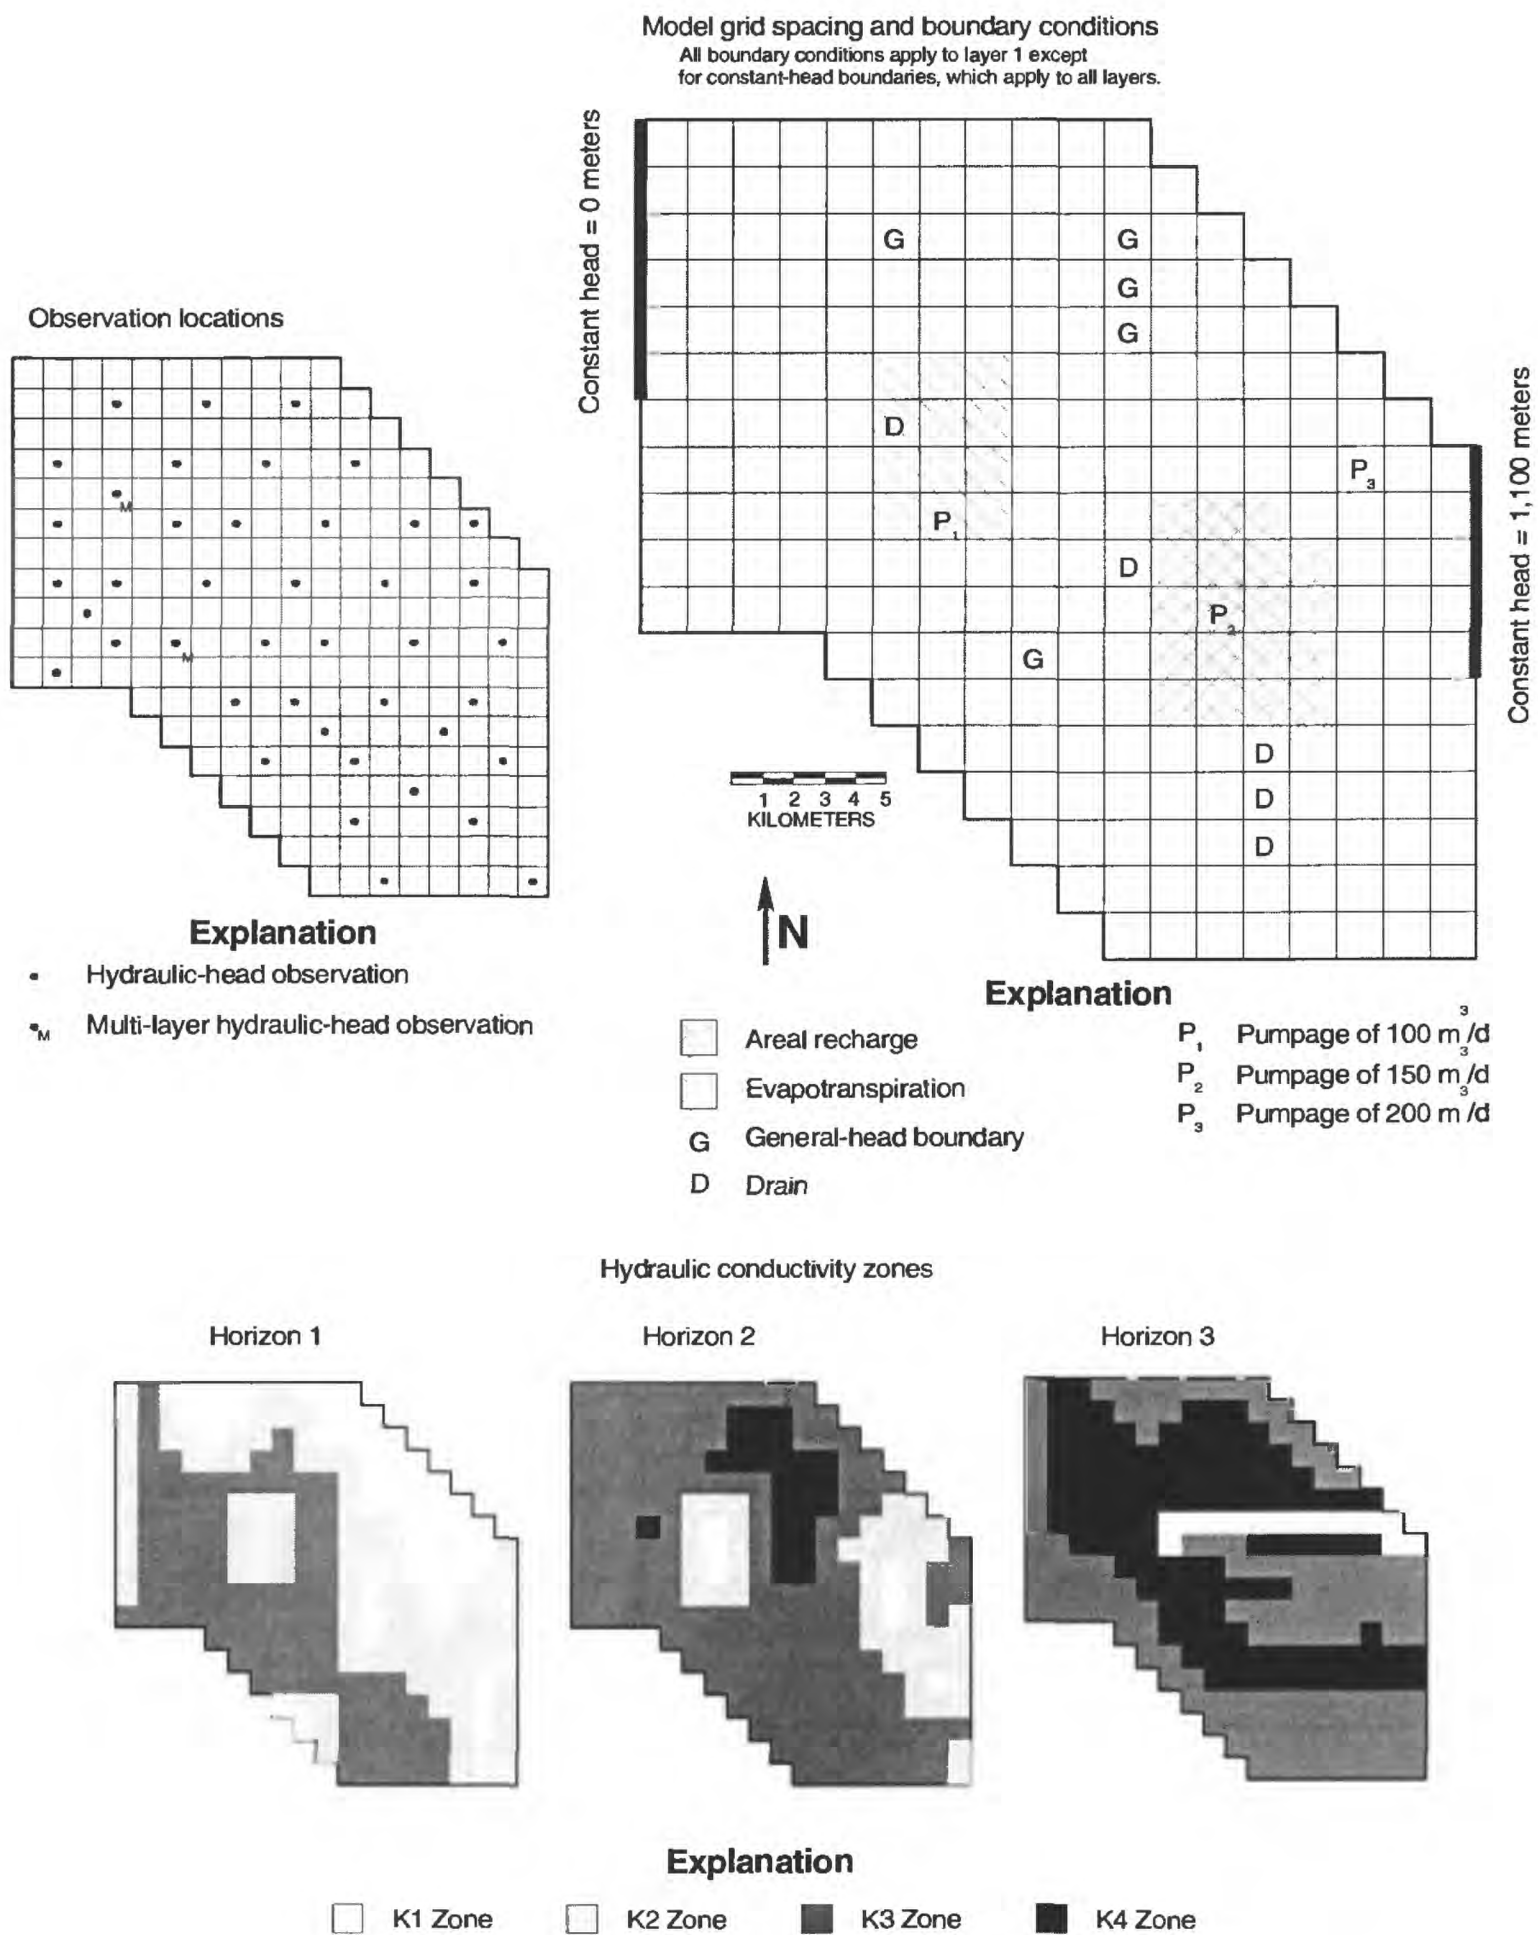 Model grid spacing and boundary conditions
All boundary conditions apply to layer 1 except
for constant-head boundaries, which apply to all layers.
Constant head = 0 meters
G G
G
G
D
P1
P3
D
P2
G
D
D
D
Constant head = 1,100 meters
1 2 3 4 5
KILOMETERS
N
Observation locations
M
M
Explanation
Hydraulic-head observation
M Multi-layer hydraulic-head observation
Explanation
Areal recharge
Evapotranspiration
G General-head boundary
D Drain
P1 Pumpage of 100 m3/d
P2 Pumpage of 150 m3/d
P3 Pumpage of 200 m3/d
Hydraulic conductivity zones
Horizon 1
Horizon 2
Horizon 3
Explanation
K1 Zone K2 Zone K3 Zone K4 Zone